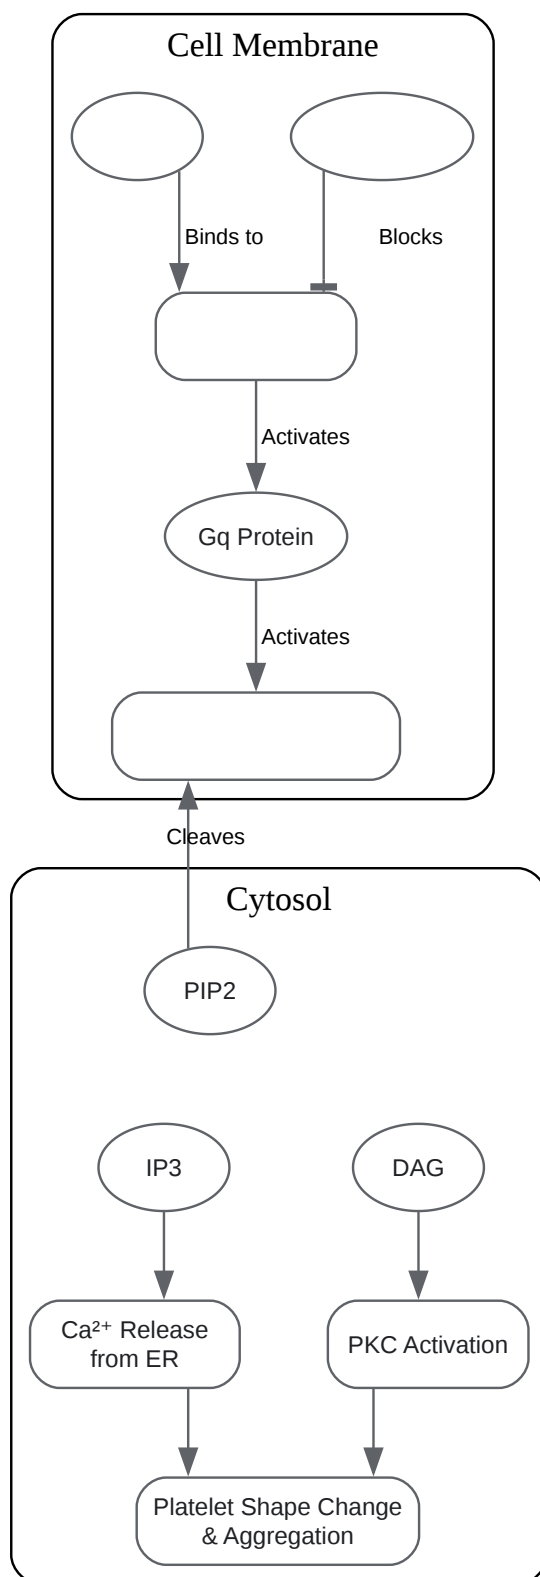 Cell Membrane
Binds to
Blocks
Activates
Gq Protein
Activates
Cleaves
Cytosol
PIP2
IP3
DAG
Ca²⁺ Release
from ER
PKC Activation
Platelet Shape Change
& Aggregation